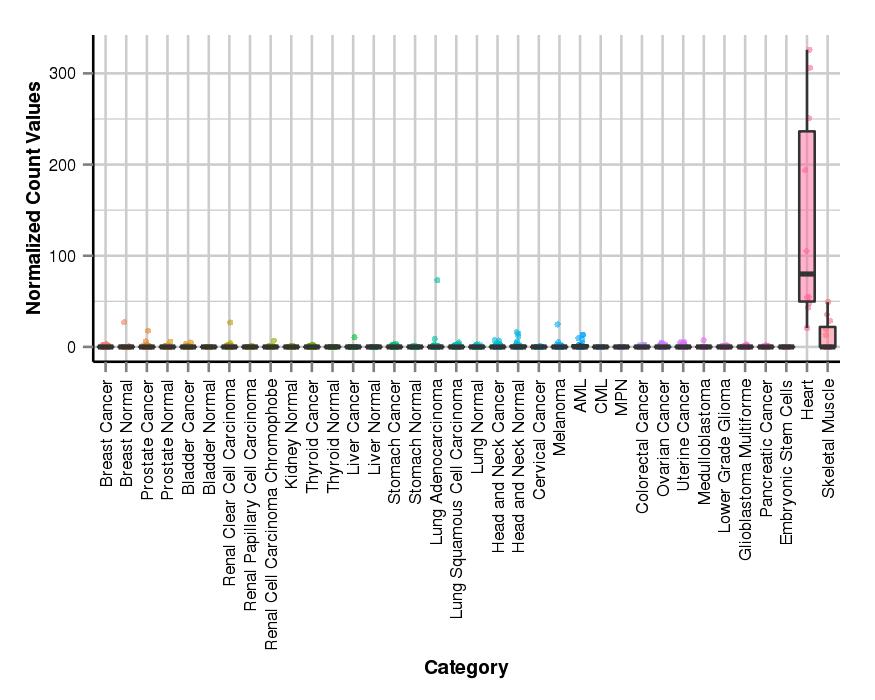 Normalized Count Values
300
200
100
0
Breast Cancer
Breast Normal
Prostate Cancer
Prostate Normal
Bladder Cancer
Bladder Normal
Renal Clear Cell Carcinoma
Renal Papillary Cell Carcinoma
Renal Cell Carcinoma Chromophobe
Kidney Normal
Thyroid Cancer
Thyroid Normal
Liver Cancer
Liver Normal
Stomach Cancer
Stomach Normal
Lung Adenocarcinoma
Lung Squamous Cell Carcinoma
Lung Normal
Head and Neck Cancer
Head and Neck Normal
Cervical Cancer
Melanoma
AML
CML
MPN
Colorectal Cancer
Ovarian Cancer
Uterine Cancer
Medulloblastoma
Lower Grade Glioma
Glioblastoma Multiforme
Pancreatic Cancer
Embryonic Stem Cells
Heart
Skeletal Muscle
Category